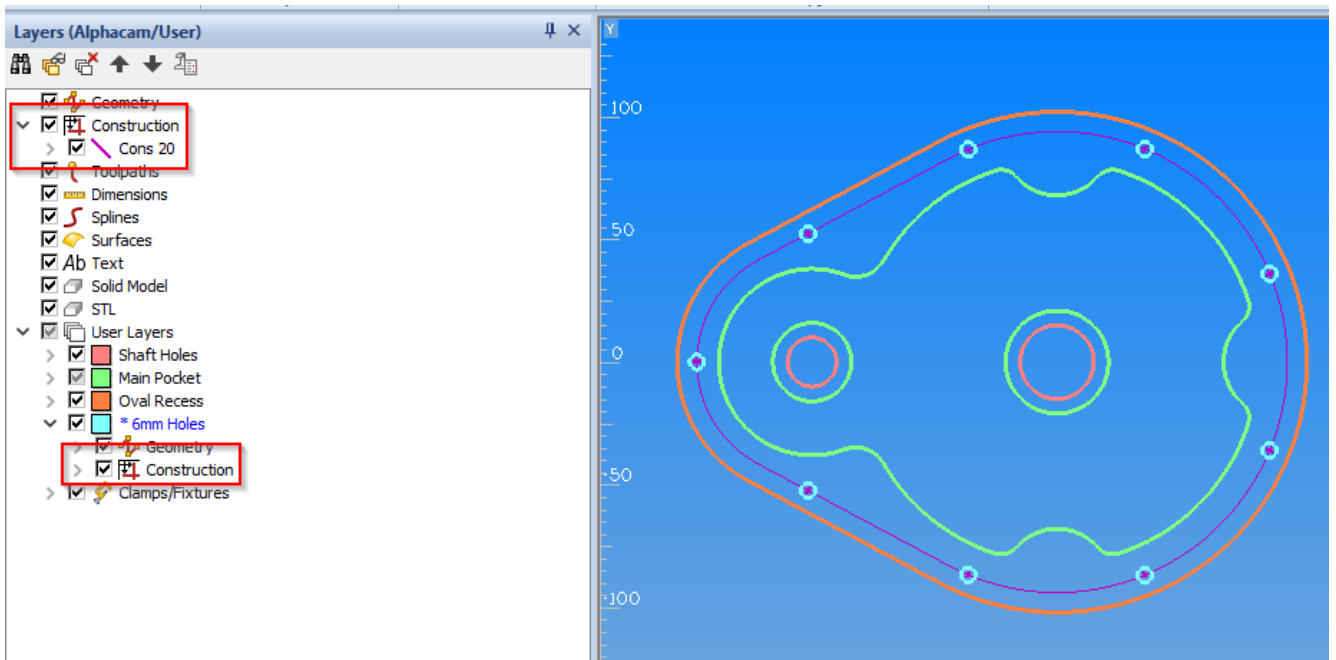 Layers (Alphacam/User)
Geometry
Construction
Cons 20
Toolpaths
Dimensions
Splines
Surfaces
Ab Text
Solid Model
STL
User Layers
Shaft Holes
Main Pocket
Oval Recess
* 6mm Holes
Geometry
Construction
Clamps/Fixtures
Y
100
50
0
-50
-100